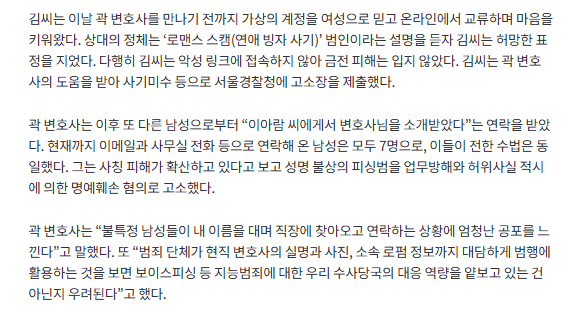 김씨는 이날 곽 변호사를 만나기 전까지 가상의 계정을 여성으로 믿고 온라인에서 교류하며 마음을
키워왔다. 상대의 정체는 ‘로맨스 스캠(연애 빙자 사기)’ 범인이라는 설명을 듣자 김씨는 허망한 표
정을 지었다. 다행히 김씨는 악성 링크에 접속하지 않아 금전 피해는 입지 않았다. 김씨는 곽 변호
사의 도움을 받아 사기미수 등으로 서울경찰청에 고소장을 제출했다.
곽 변호사는 이후 또 다른 남성으로부터 “이아람 씨에게서 변호사님을 소개받았다”는 연락을 받았
다. 현재까지 이메일과 사무실 전화 등으로 연락해 온 남성은 모두 7명으로, 이들이 전한 수법은 동
일했다. 그는 사칭 피해가 확산하고 있다고 보고 성명 불상의 피싱범을 업무방해와 허위사실 적시
에 의한 명예훼손 혐의로 고소했다.
곽 변호사는 “불특정 남성들이 내 이름을 대며 직장에 찾아오고 연락하는 상황에 엄청난 공포를 느
낀다”고 말했다. 또 “범죄 단체가 현직 변호사의 실명과 사진, 소속 로펌 정보까지 대담하게 범행에
활용하는 것을 보면 보이스피싱 등 지능범죄에 대한 우리 수사당국의 대응 역량을 얕보고 있는 건
아닌지 우려된다”고 했다.